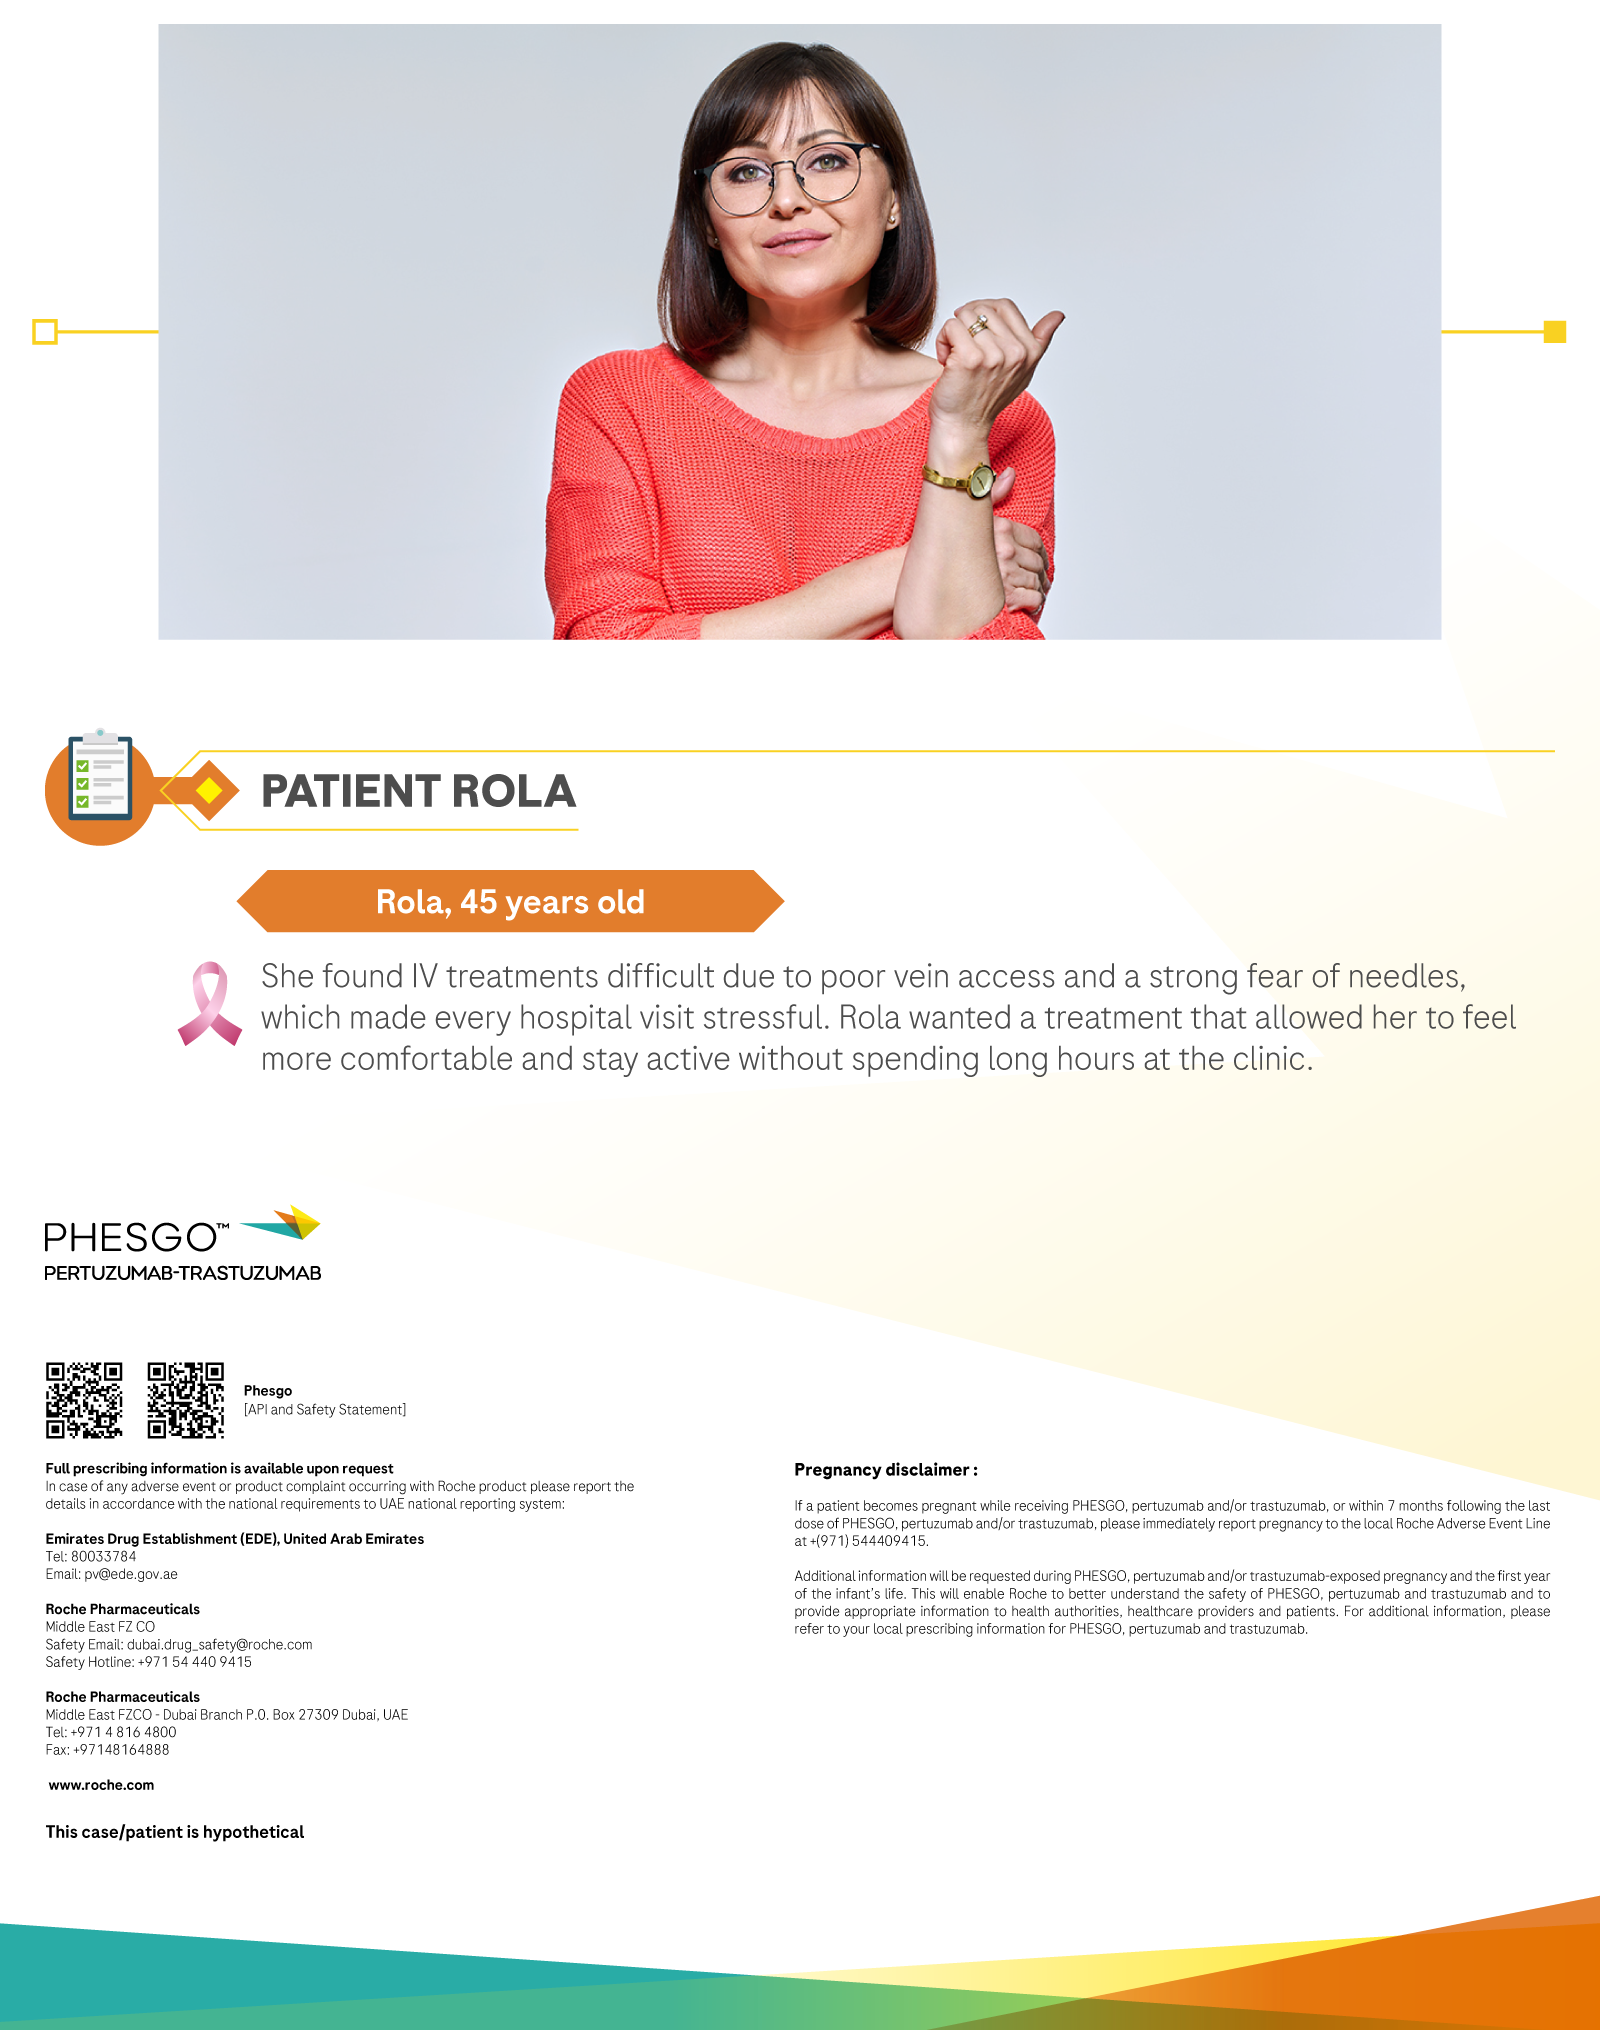 PATIENT ROLA
Rola, 45 years old
She found IV treatments difficult due to poor vein access and a strong fear of needles,
which made every hospital visit stressful. Rola wanted a treatment that allowed her to feel
more comfortable and stay active without spending long hours at the clinic.
PHESGO™
PERTUZUMAB-TRASTUZUMAB
Phesgo
[API and Safety Statement]
Full prescribing information is available upon request
In case of any adverse event or product complaint occurring with Roche product please report the
details in accordance with the national requirements to UAE national reporting system:
Emirates Drug Establishment (EDE), United Arab Emirates
Tel: 80033784
Email: pv@ede.gov.ae
Roche Pharmaceuticals
Middle East FZ CO
Safety Email: dubai.drug_safety@roche.com
Safety Hotline: +971 54 440 9415
Roche Pharmaceuticals
Middle East FZCO - Dubai Branch P.O. Box 27309 Dubai, UAE
Tel: +971 4 816 4800
Fax: +97148164888
www.roche.com
This case/patient is hypothetical
Pregnancy disclaimer :
If a patient becomes pregnant while receiving PHESGO, pertuzumab and/or trastuzumab, or within 7 months following the last
dose of PHESGO, pertuzumab and/or trastuzumab, please immediately report pregnancy to the local Roche Adverse Event Line
at +(971) 544409415.
Additional information will be requested during PHESGO, pertuzumab and/or trastuzumab-exposed pregnancy and the first year
of the infant's life. This will enable Roche to better understand the safety of PHESGO, pertuzumab and trastuzumab and to
provide appropriate information to health authorities, healthcare providers and patients. For additional information, please
refer to your local prescribing information for PHESGO, pertuzumab and trastuzumab.